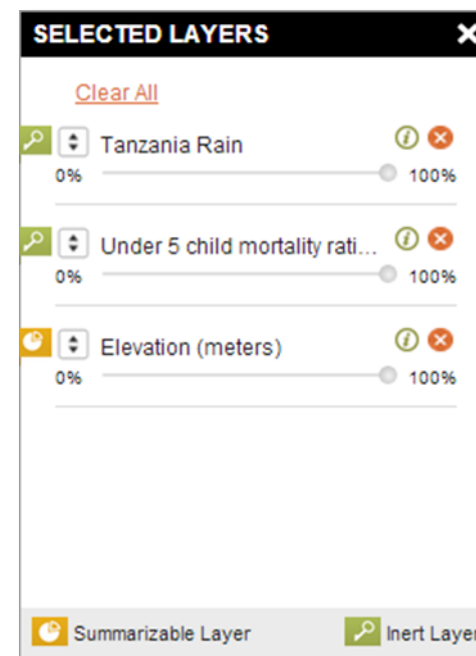 SELECTED LAYERS
Clear All
Tanzania Rain
0% 100%
Under 5 child mortality rati...
0% 100%
Elevation (meters)
0% 100%
Summarizable Layer Inert Layer